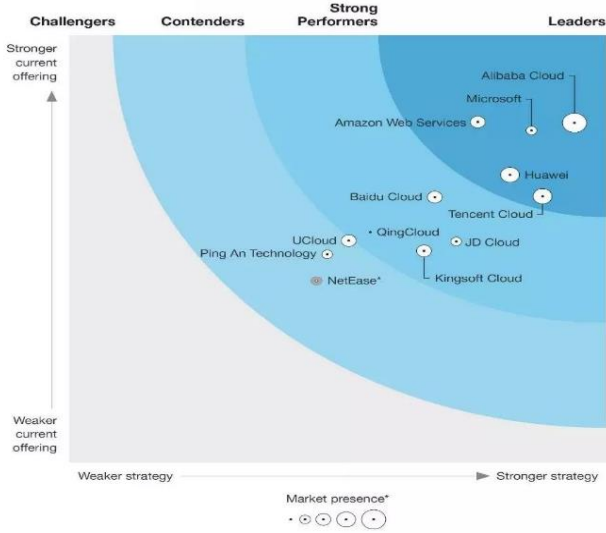 Challengers
Contenders
Strong
Performers
Leaders
Stronger
current
offering
Alibaba Cloud
Microsoft
Amazon Web Services
Huawei
Baidu Cloud
Tencent Cloud
QingCloud
UCloud
JD Cloud
Ping An Technology
Kingsoft Cloud
NetEase*
Weaker
current
offering
Weaker strategy
Stronger strategy
Market presence*